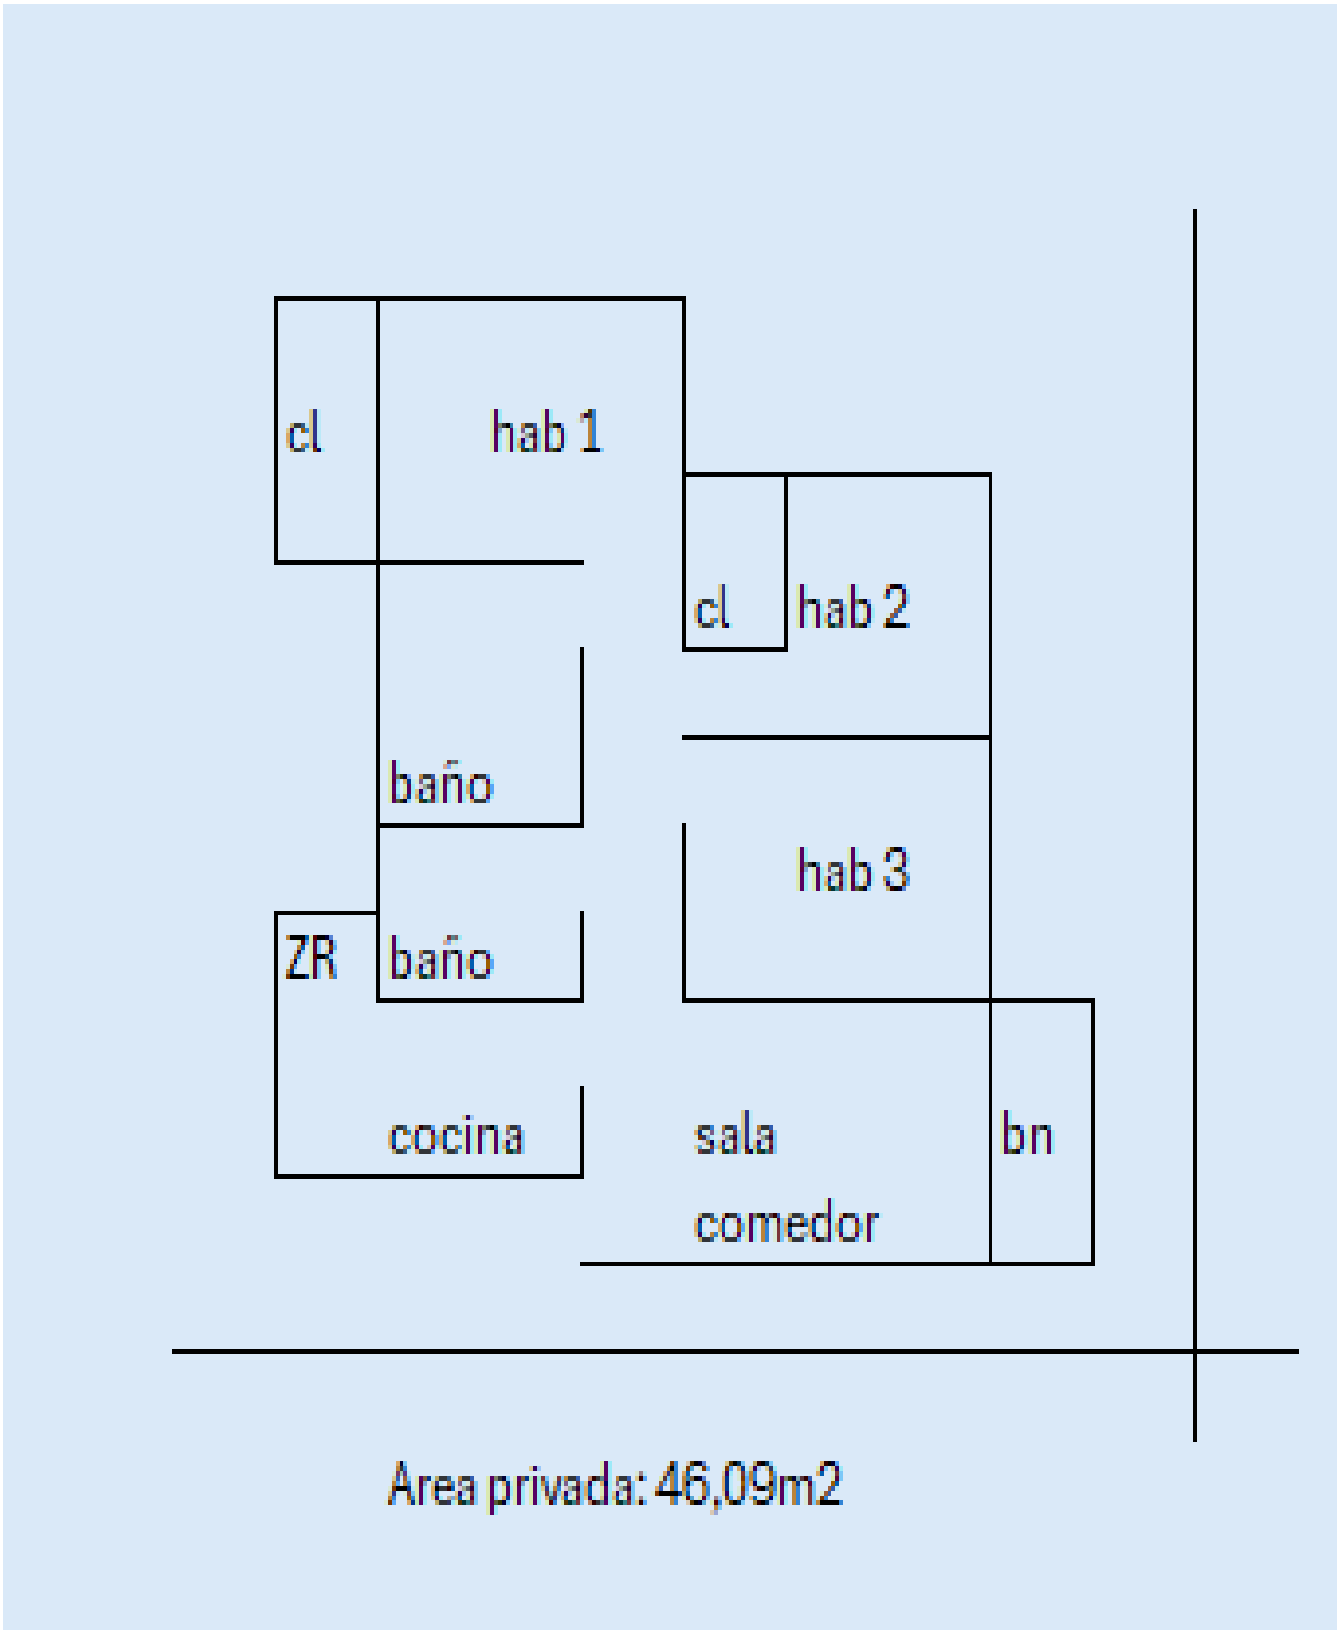 cl
hab 1
cl
hab 2
baño
hab 3
ZR
baño
cocina
sala
bn
comedor
Area privada: 46,09m2